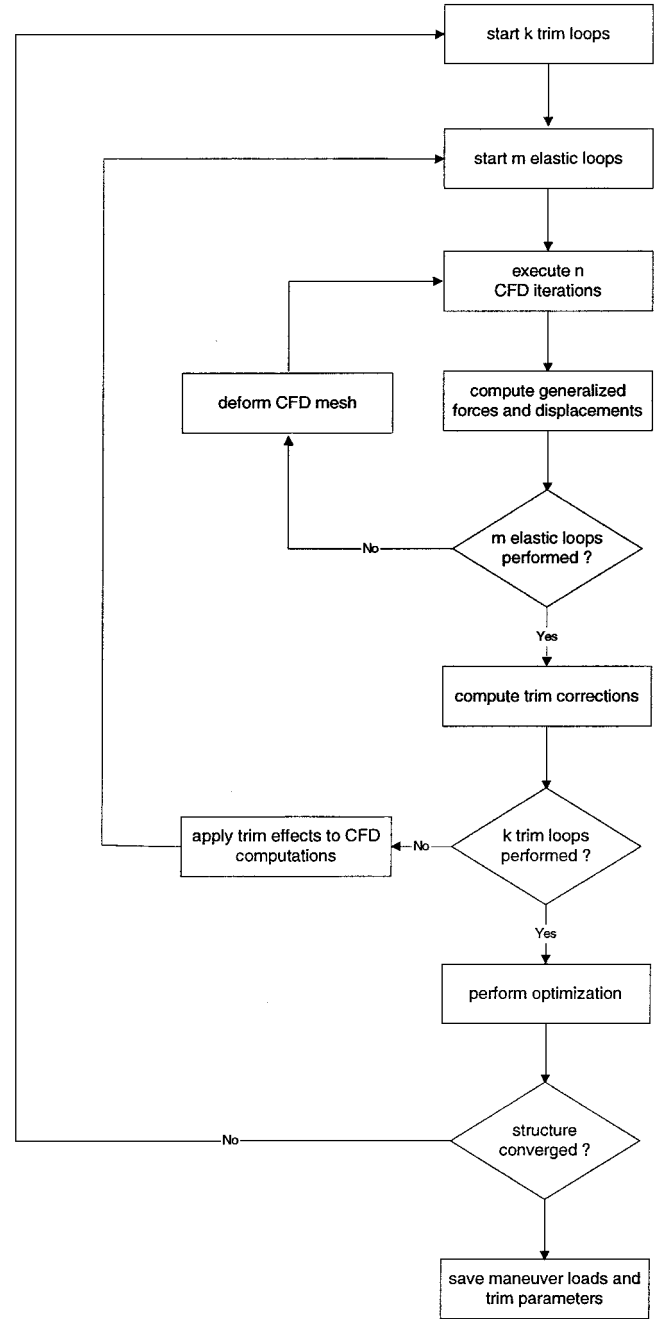 start k trim loops
start m elastic loops
execute n
CFD iterations
deform CFD mesh
compute generalized
forces and displacements
m elastic loops
performed ?
No
Yes
compute trim corrections
apply trim effects to CFD
computations
No
k trim loops
performed ?
Yes
perform optimization
structure
converged ?
No
save maneuver loads and
trim parameters